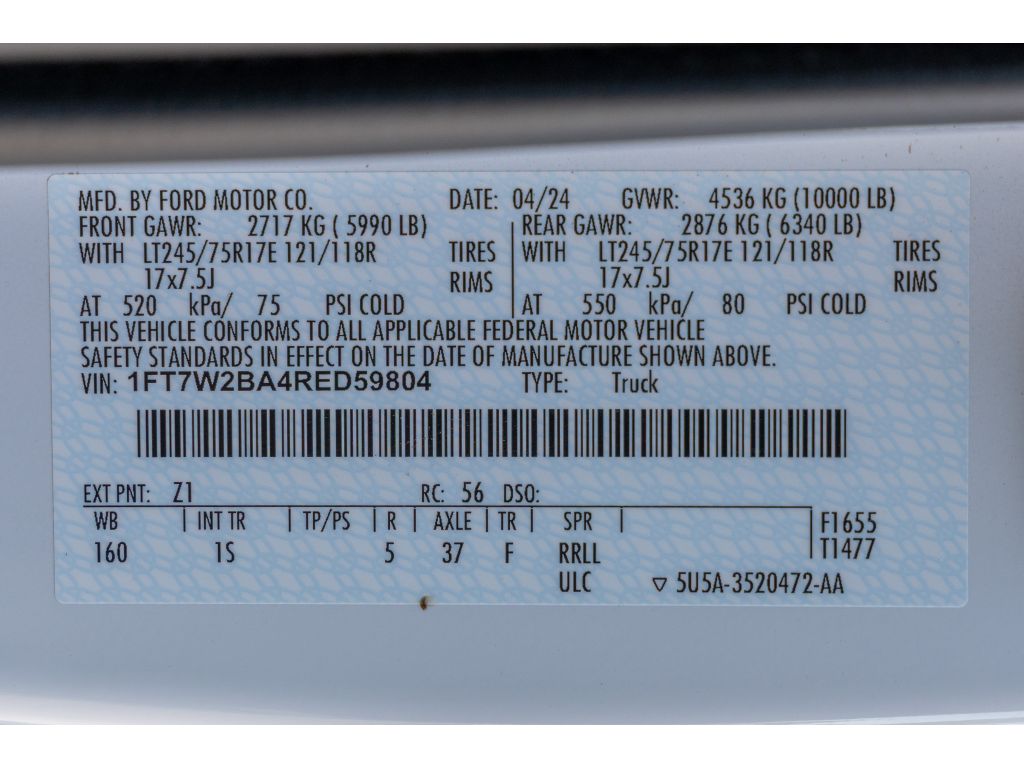 MFD. BY FORD MOTOR CO. DATE: 04/24 GVWR: 4536 KG (10000 LB)
FRONT GAWR: 2717 KG ( 5990 LB) REAR GAWR: 2876 KG ( 6340 LB)
WITH LT245/75R17E 121/118R TIRES WITH LT245/75R17E 121/118R TIRES
17x7.5J RIMS 17x7.5J RIMS
AT 520 kPa/ 75 PSI COLD AT 550 kPa/ 80 PSI COLD
THIS VEHICLE CONFORMS TO ALL APPLICABLE FEDERAL MOTOR VEHICLE
SAFETY STANDARDS IN EFFECT ON THE DATE OF MANUFACTURE SHOWN ABOVE.
VIN: 1FT7W2BA4RED59804 TYPE: Truck
EXT PNT: Z1 RC: 56 DSO:
WB INT TR TP/PS R AXLE TR SPR F1655
160 1S 5 37 F RRLL T1477
ULC 5U5A-3520472-AA